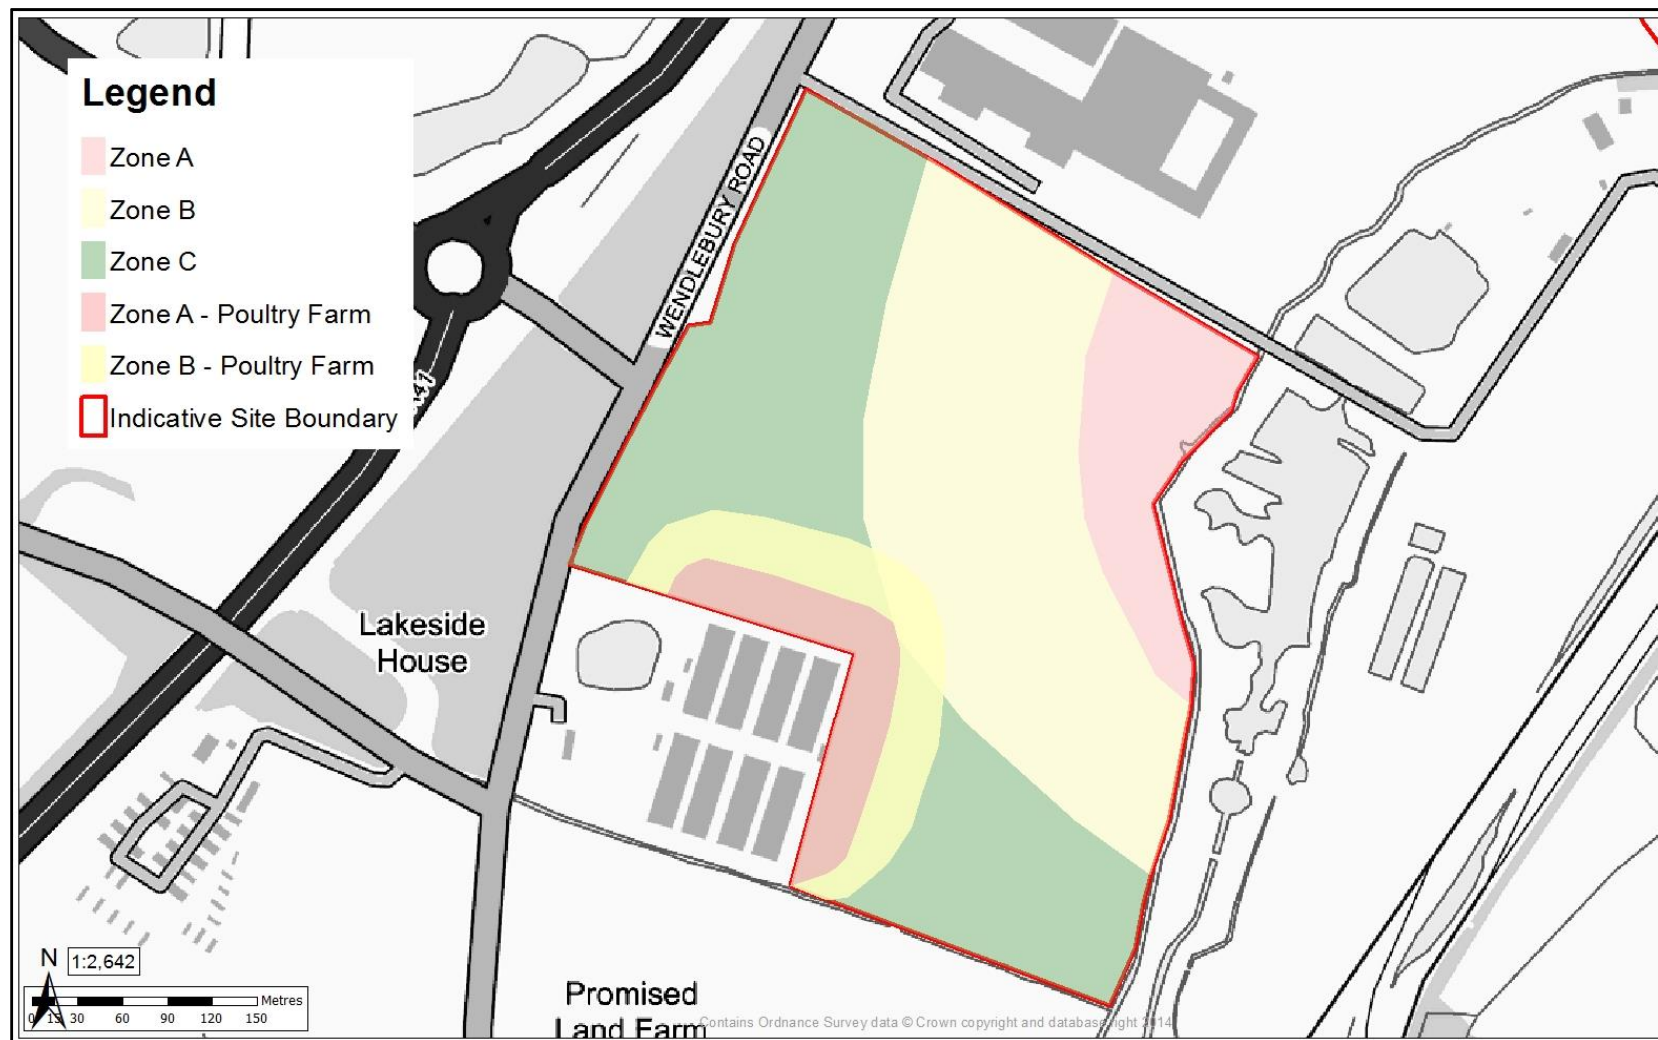 Legend
Zone A
Zone B
Zone C
Zone A - Poultry Farm
Zone B - Poultry Farm
Indicative Site Boundary
WENDLEBURY ROAD
Lakeside
House
N
1:2,642
Metres
0 15 30 60 90 120 150
Promised
Land Farm
Contains Ordnance Survey data © Crown copyright and database right 2014